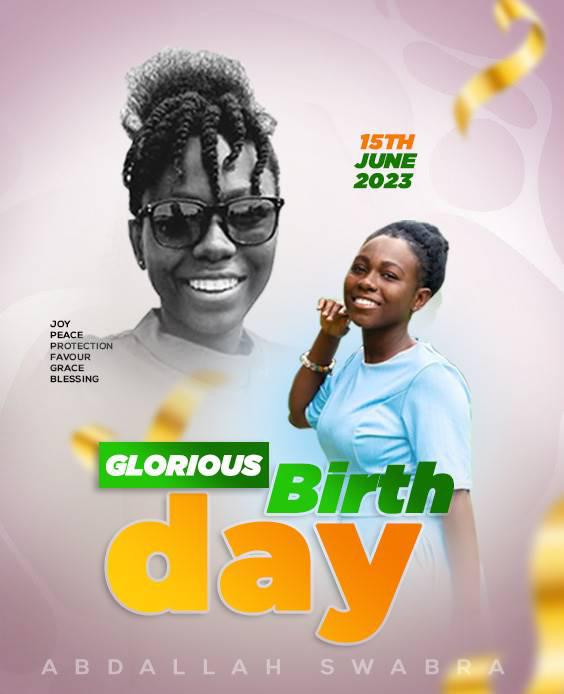 15TH
JUNE
2023
JOY
PEACE
PROTECTION
FAVOUR
GRACE
BLESSING
GLORIOUS
Birth
day
ABDALLAH SWABRA